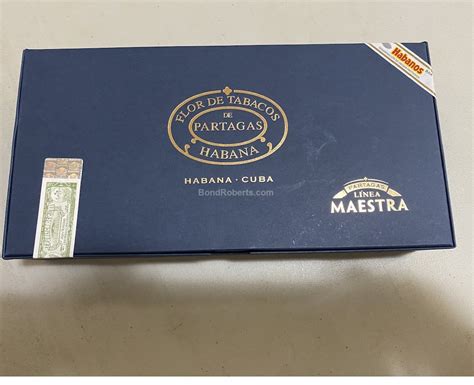 Habanos
FLOR DE TABACOS
DE
PARTAGAS
HABANA
HABANA · CUBA
BondRoberts.com
PARTAGAS
LÍNEA
MAESTRA